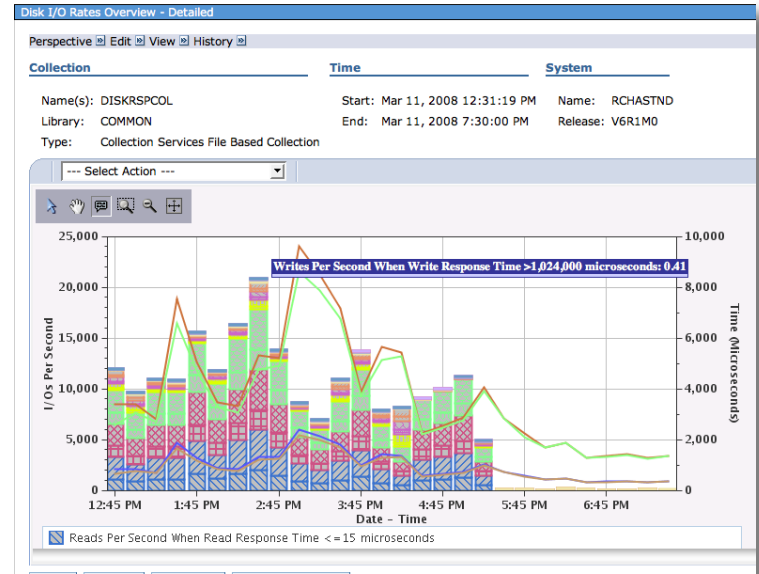 Disk I/O Rates Overview - Detailed
Perspective Edit View History
Collection Time System
Name(s): DISKRSPCOL Start: Mar 11, 2008 12:31:19 PM Name: RCHASTND
Library: COMMON End: Mar 11, 2008 7:30:00 PM Release: V6R1M0
Type: Collection Services File Based Collection
--- Select Action ---
25,000 10,000
Writes Per Second When Write Response Time >1,024,000 microseconds: 0.41
20,000 8,000
15,000 6,000
10,000 4,000
5,000 2,000
0 0
I/Os Per Second
Time (Microseconds)
12:45 PM 1:45 PM 2:45 PM 3:45 PM 4:45 PM 5:45 PM 6:45 PM
Date - Time
Reads Per Second When Read Response Time <=15 microseconds